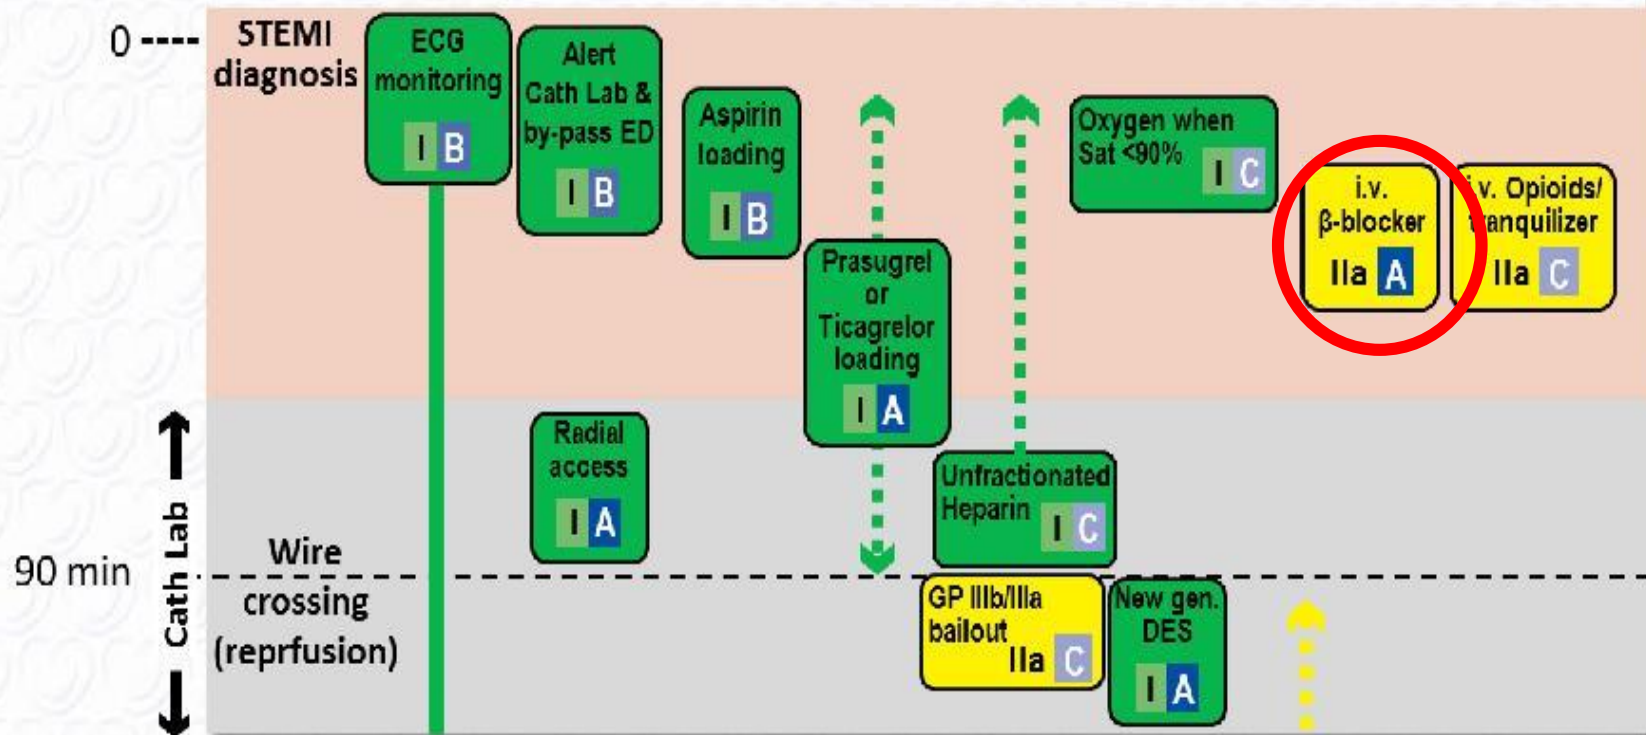 0 ----
STEMI
diagnosis
ECG
monitoring
I B
Alert
Cath Lab &
by-pass ED
I B
Aspirin
loading
I B
Prasugrel
or
Ticagrelor
loading
I A
Oxygen when
Sat <90%
I C
i.v.
β-blocker
IIa A
i.v. Opioids/
tranquilizer
IIa C
Cath Lab
Radial
access
I A
Unfractionated
Heparin
I C
90 min
Wire
crossing
(reprfusion)
GP IIIb/IIIa
bailout
IIa C
New gen.
DES
I A